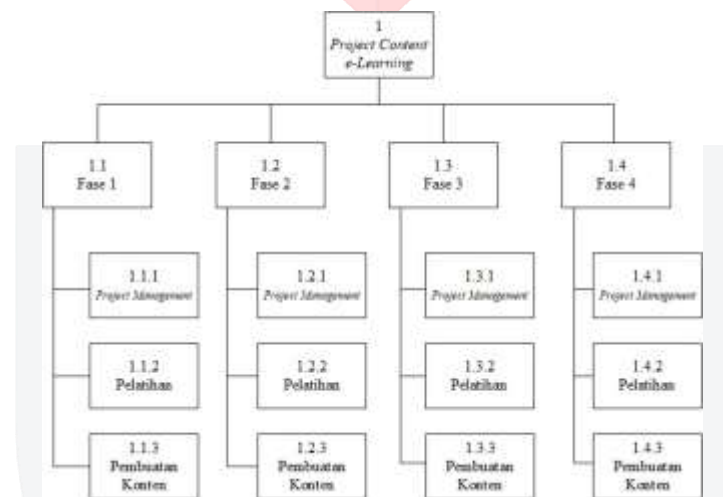 1
Project Content
e-Learning
1.1
Fase 1
1.2
Fase 2
1.3
Fase 3
1.4
Fase 4
1.1.1
Project Management
1.2.1
Project Management
1.3.1
Project Management
1.4.1
Project Management
1.1.2
Pelatihan
1.2.2
Pelatihan
1.3.2
Pelatihan
1.4.2
Pelatihan
1.1.3
Pembuatan
Konten
1.2.3
Pembuatan
Konten
1.3.3
Pembuatan
Konten
1.4.3
Pembuatan
Konten